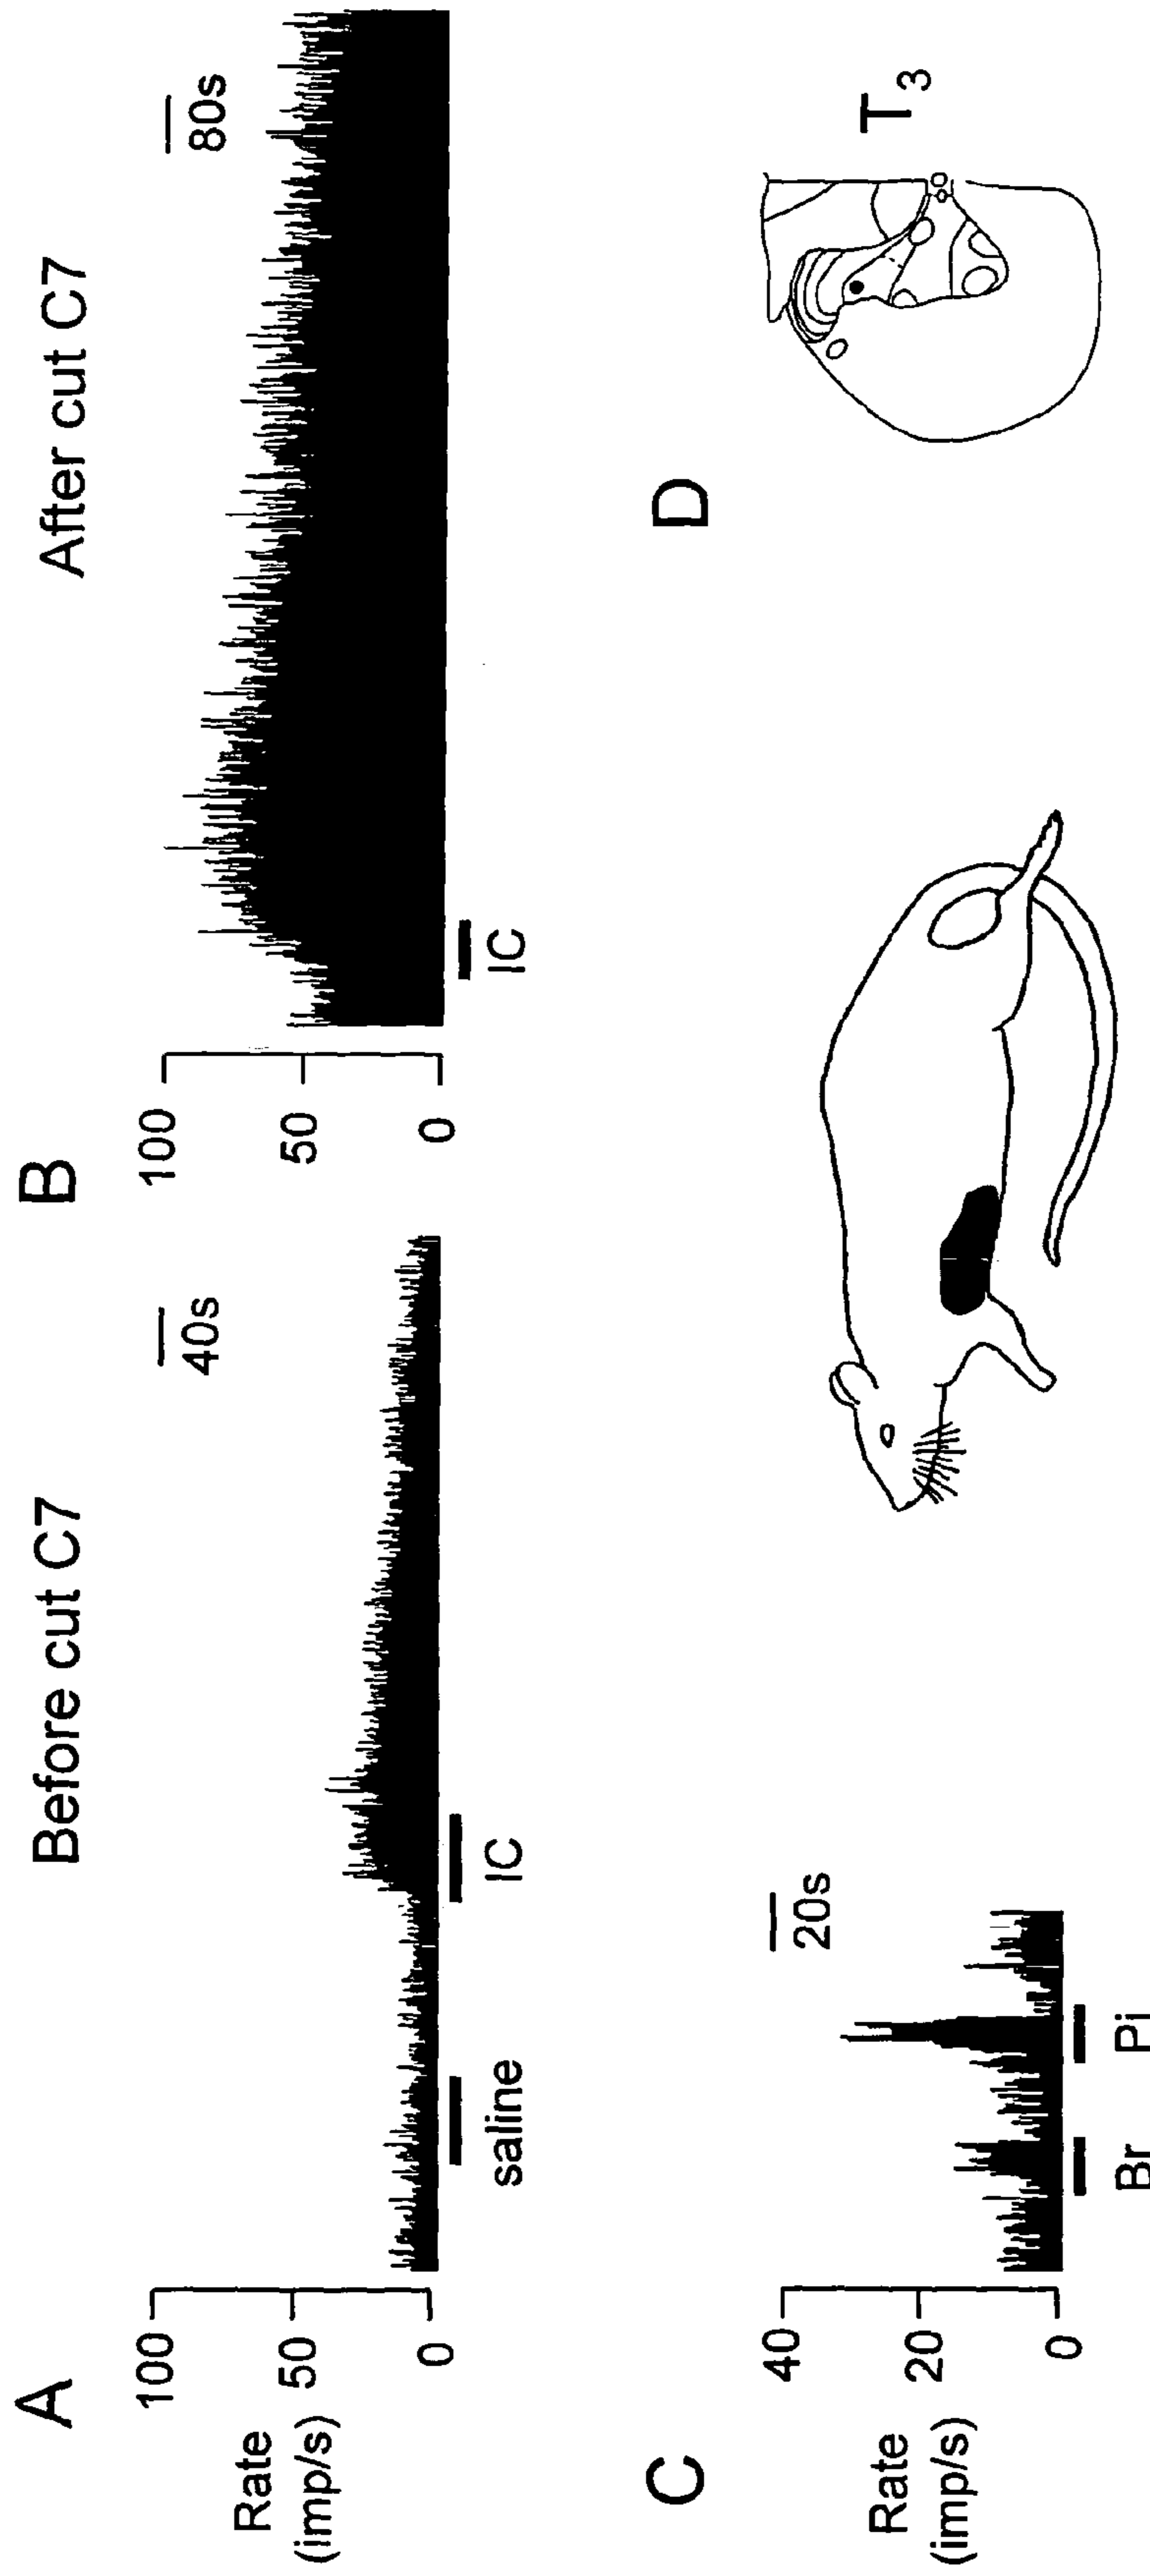 A
Before cut C7
B
After cut C7
Rate
(imp/s)
100
50
0
saline
IC
40s
100
50
0
IC
80s
C
Rate
(imp/s)
40
20
0
Br
Pi
20s
D
T3